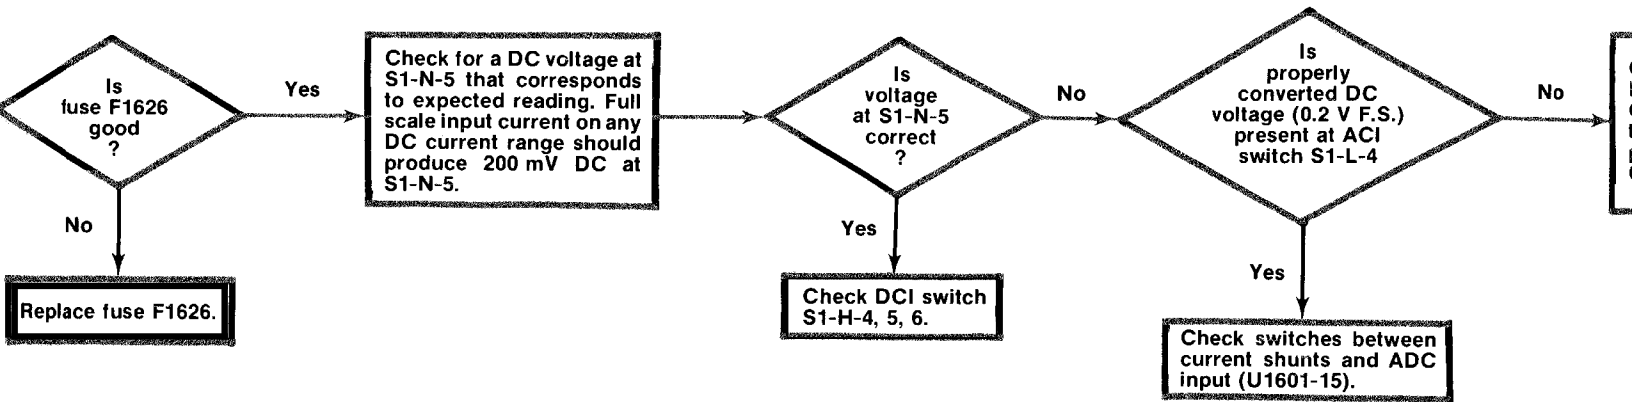 Is
fuse F1626
good
?
Yes
No
Replace fuse F1626.
Check for a DC voltage at
S1-N-5 that corresponds
to expected reading. Full
scale input current on any
DC current range should
produce 200 mV DC at
S1-N-5.
Is
voltage
at S1-N-5
correct
?
No
Yes
Check DCI switch
S1-H-4, 5, 6.
Is
properly
converted DC
voltage (0.2 V F.S.)
present at ACI
switch S1-L-4
No
Yes
Check switches between
current shunts and ADC
input (U1601-15).